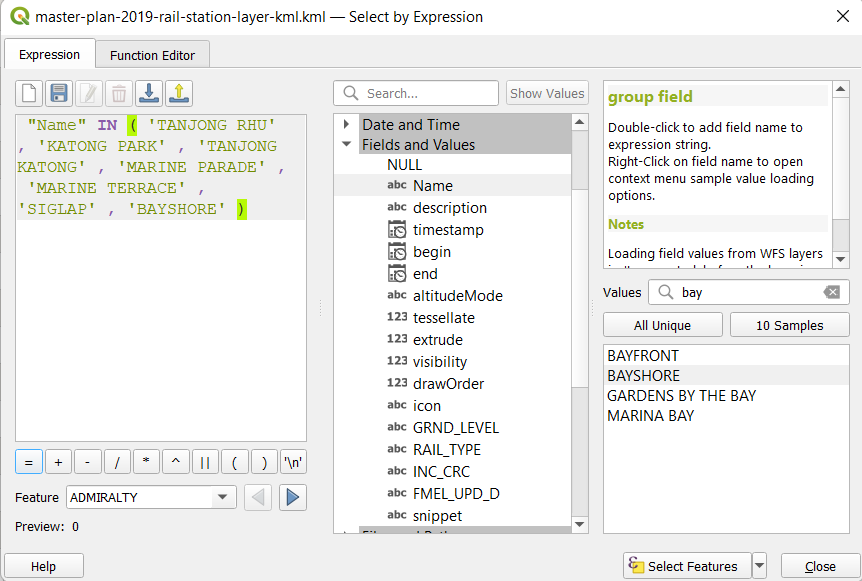 master-plan-2019-rail-station-layer-kml.kml — Select by Expression
Expression
Function Editor
"Name" IN ( 'TANJONG RHU'
, 'KATONG PARK' , 'TANJONG
KATONG' , 'MARINE PARADE' ,
'MARINE TERRACE' ,
'SIGLAP' , 'BAYSHORE' )
= + - / * ^ || ( ) '\n'
Feature ADMIRALTY
Preview: 0
Help
Search...
Show Values
Date and Time
Fields and Values
NULL
abc Name
abc description
timestamp
begin
end
abc altitudeMode
123 tessellate
123 extrude
123 visibility
123 drawOrder
abc icon
abc GRND_LEVEL
abc RAIL_TYPE
abc INC_CRC
abc FMEL_UPD_D
abc snippet
group field
Double-click to add field name to
expression string.
Right-Click on field name to open
context menu sample value loading
options.
Notes
Loading field values from WFS layers
Values bay
All Unique
10 Samples
BAYFRONT
BAYSHORE
GARDENS BY THE BAY
MARINA BAY
Select Features
Close